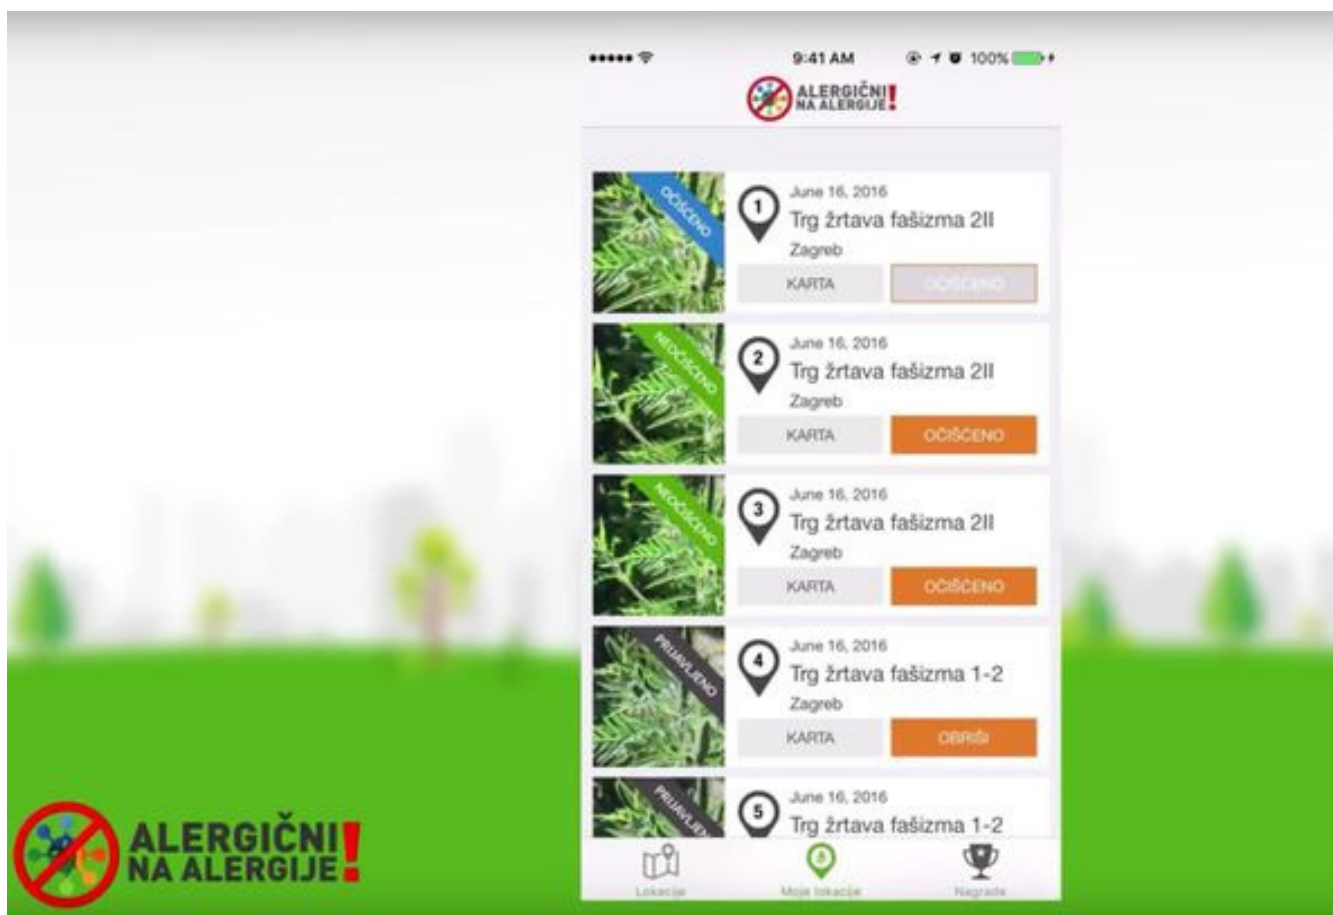 9:41 AM
100%
ALERGIČNI
NA ALERGIJE!
OČIŠĆENO
1
June 16, 2016
Trg žrtava fašizma 2II
Zagreb
KARTA
OČIŠĆENO
NEOČIŠĆENO
2
June 16, 2016
Trg žrtava fašizma 2II
Zagreb
KARTA
OČIŠĆENO
NEOČIŠĆENO
3
June 16, 2016
Trg žrtava fašizma 2II
Zagreb
KARTA
OČIŠĆENO
PRIJAVLJENO
4
June 16, 2016
Trg žrtava fašizma 1-2
Zagreb
KARTA
OBRIŠI
PRIJAVLJENO
5
June 16, 2016
Trg žrtava fašizma 1-2
Lokacije
Moje lokacije
Nagrade
ALERGIČNI
NA ALERGIJE!